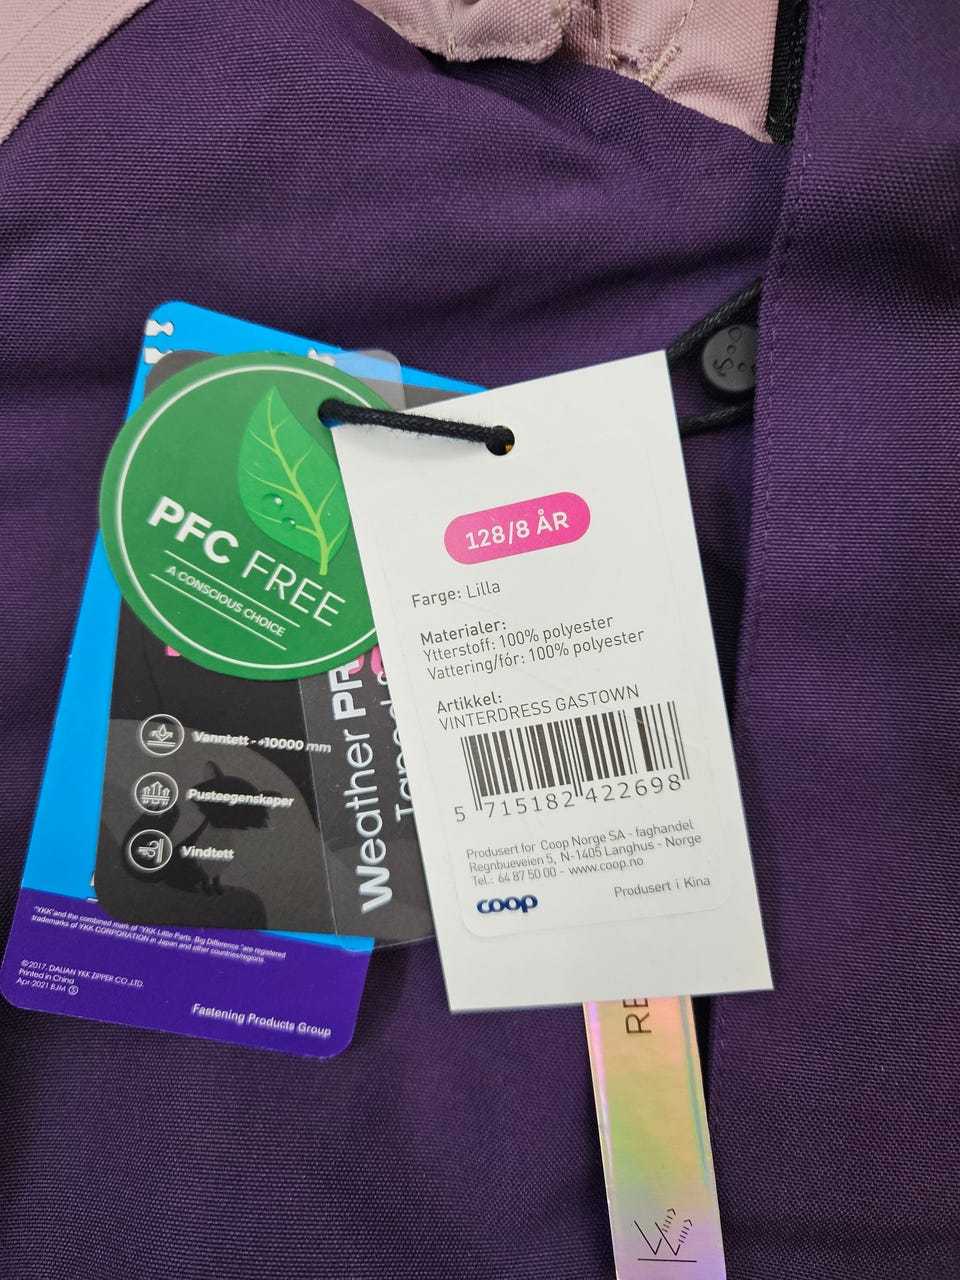 PFC FREE
A CONSCIOUS CHOICE
Vanntett - +10000 mm
Pusteegenskaper
Vindtett
Weather PR
"YKK" and the combined mark of "YKK Little Parts. Big Difference." are registered
trademarks of YKK CORPORATION in Japan and other countries/regions
©2017. DALIAN YKK ZIPPER CO.,LTD.
Printed in China
Apr·2021 BJM Ⓢ
Fastening Products Group
128/8 ÅR
Farge: Lilla
Materialer:
Ytterstoff: 100% polyester
Vattering/fór: 100% polyester
Artikkel:
VINTERDRESS GASTOWN
5 715182 422698
Produsert for Coop Norge SA - faghandel
Regnbueveien 5, N-1405 Langhus - Norge
Tel.: 64 87 50 00 - www.coop.no
coop
Produsert i Kina
RE